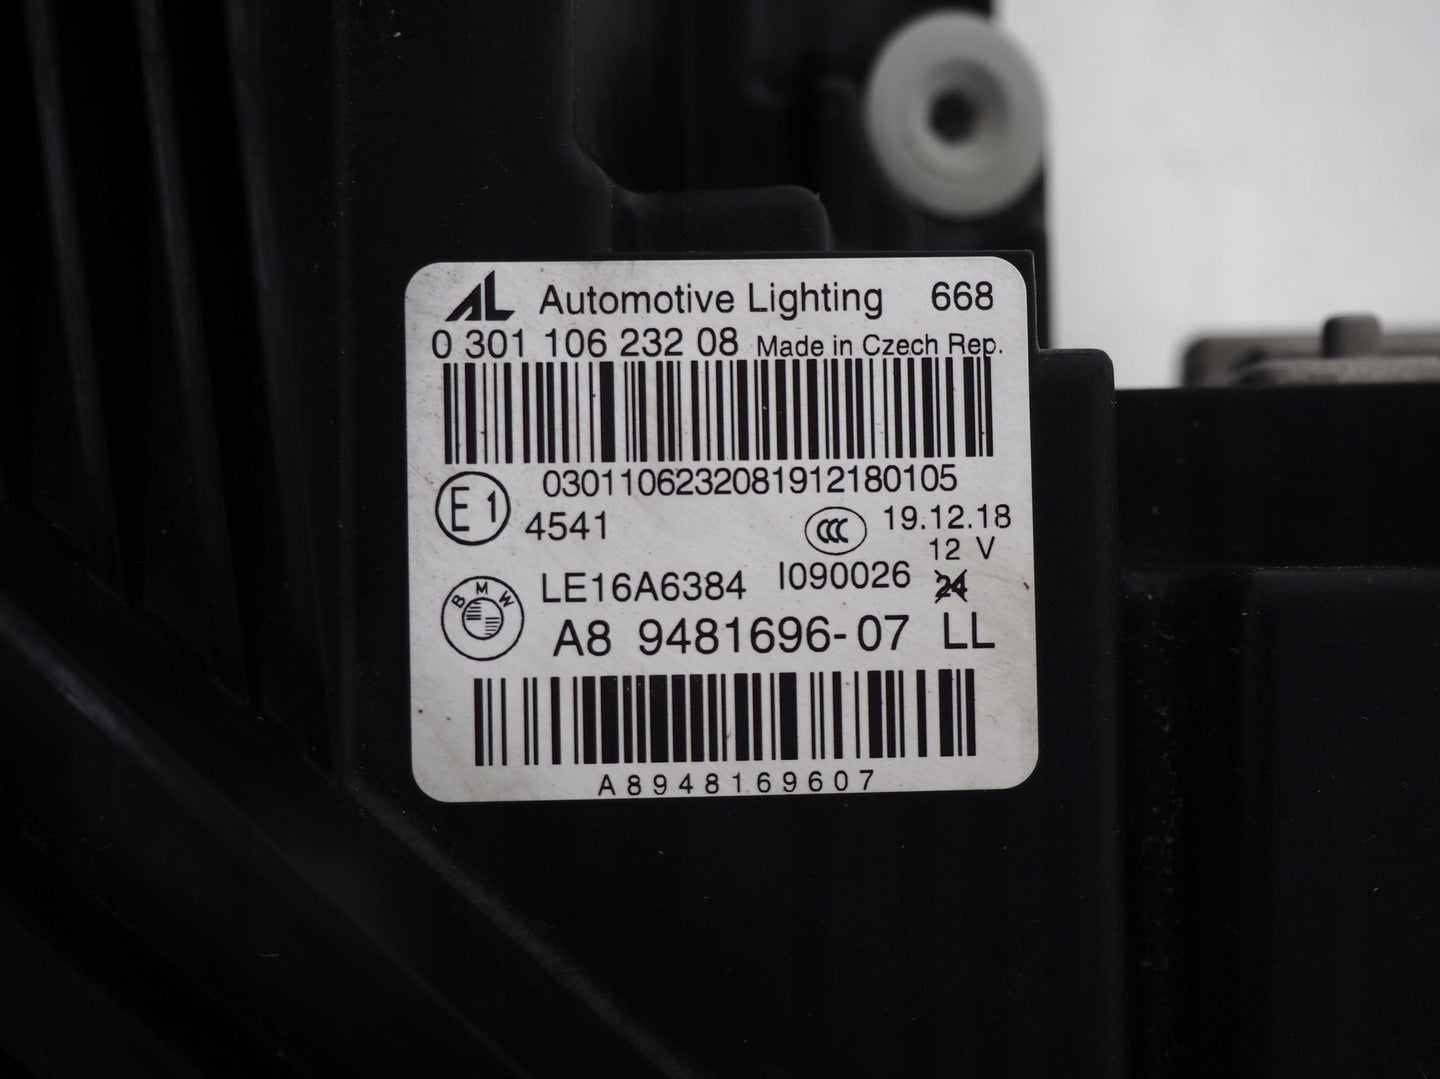 AL Automotive Lighting 668
0 301 106 232 08 Made in Czech Rep.
0301106232081912180105
E1 4541 CCC 19.12.18
12 V
LE16A6384 I090026 24
BMW A8 9481696-07 LL
A8948169607